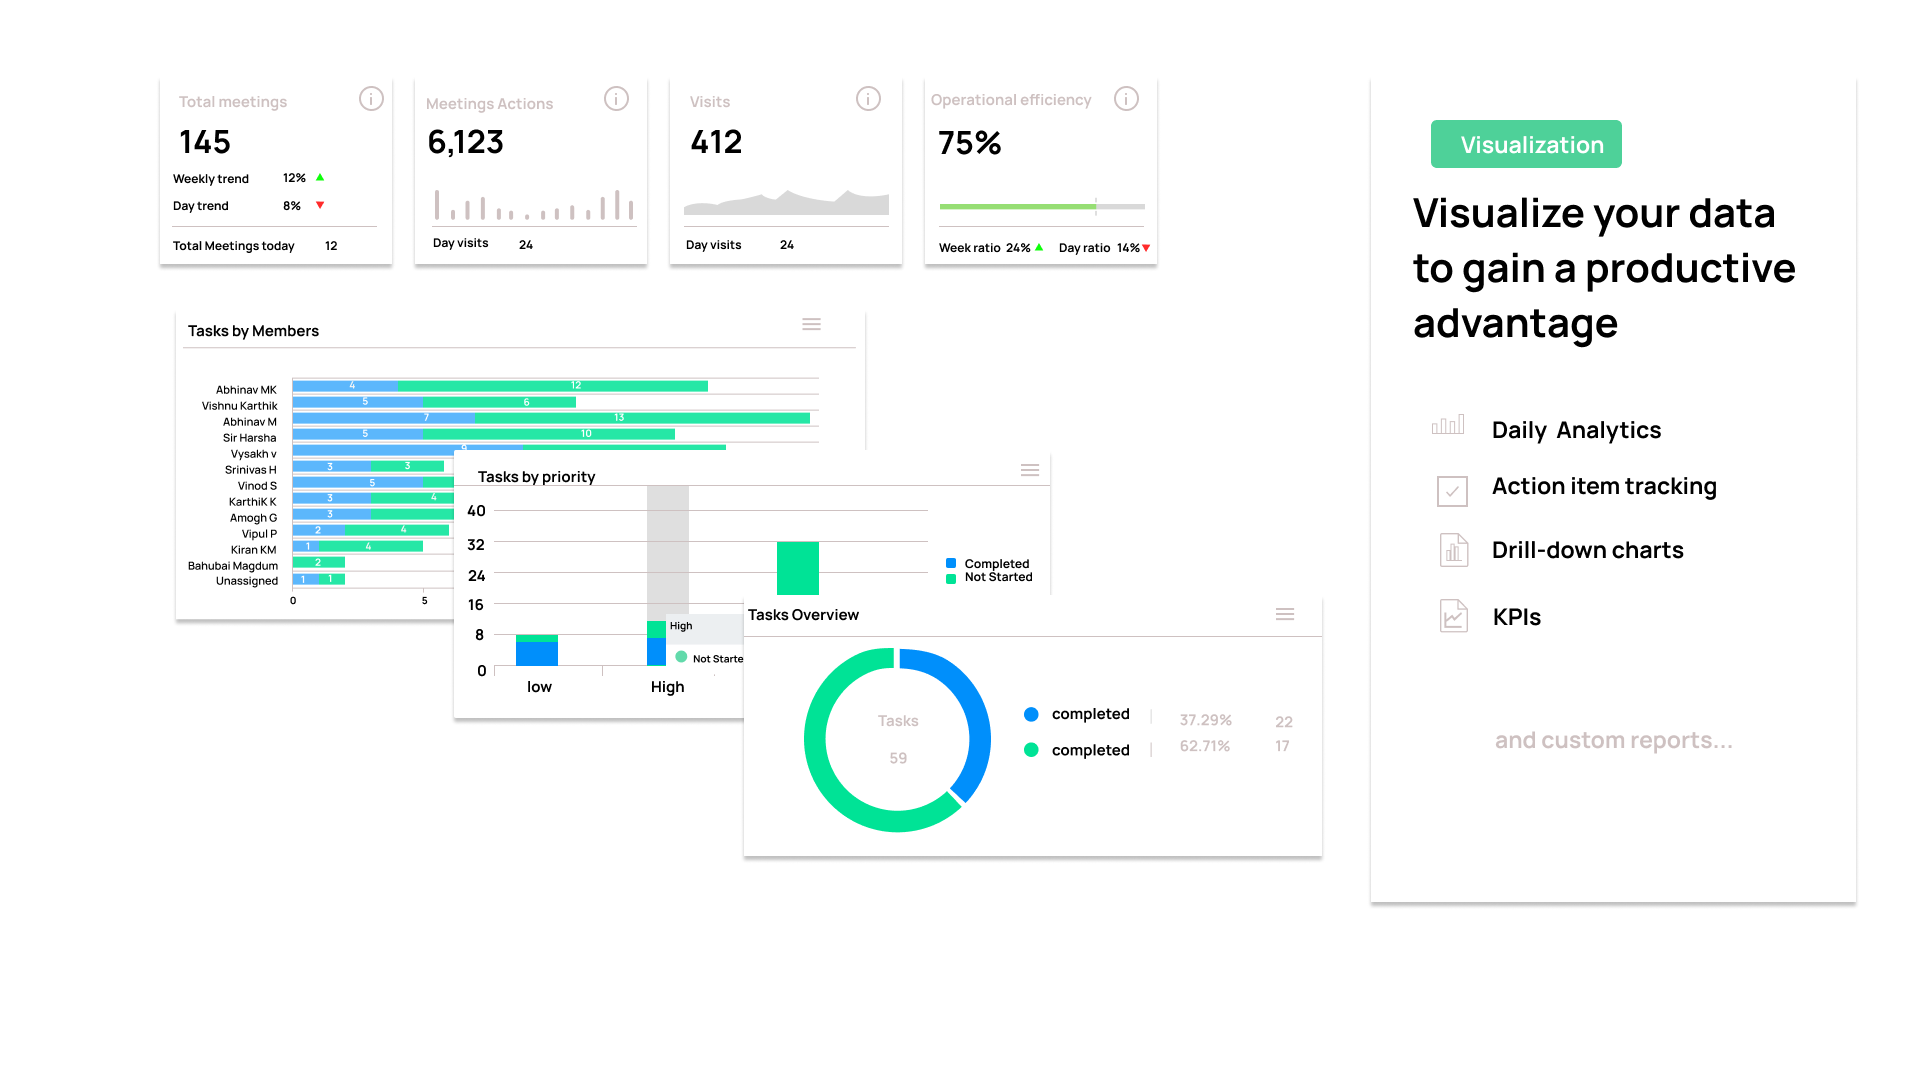 Total meetings
145
Weekly trend 12%
Day trend 8%
Total Meetings today 12
Meetings Actions
6,123
Day visits 24
Visits
412
Day visits 24
Operational efficiency
75%
Week ratio 24% Day ratio 14%
Tasks by Members
Abhinav MK 4 12
Vishnu Karthik 5 6
Abhinav M 7 13
Sir Harsha 5 10
Vysakh v 9
Srinivas H 3 3
Vinod S 5
KarthiK K 3 4
Amogh G 3
Vipul P 2 4
Kiran KM 1 4
Bahubai Magdum 2
Unassigned 1 1
0 5
Tasks by priority
40
32
24
16
8
0
low High
High
Not Starte
Completed
Not Started
Tasks Overview
Tasks
59
completed 37.29% 22
completed 62.71% 17
Visualization
Visualize your data
to gain a productive
advantage
Daily Analytics
Action item tracking
Drill-down charts
KPIs
and custom reports...